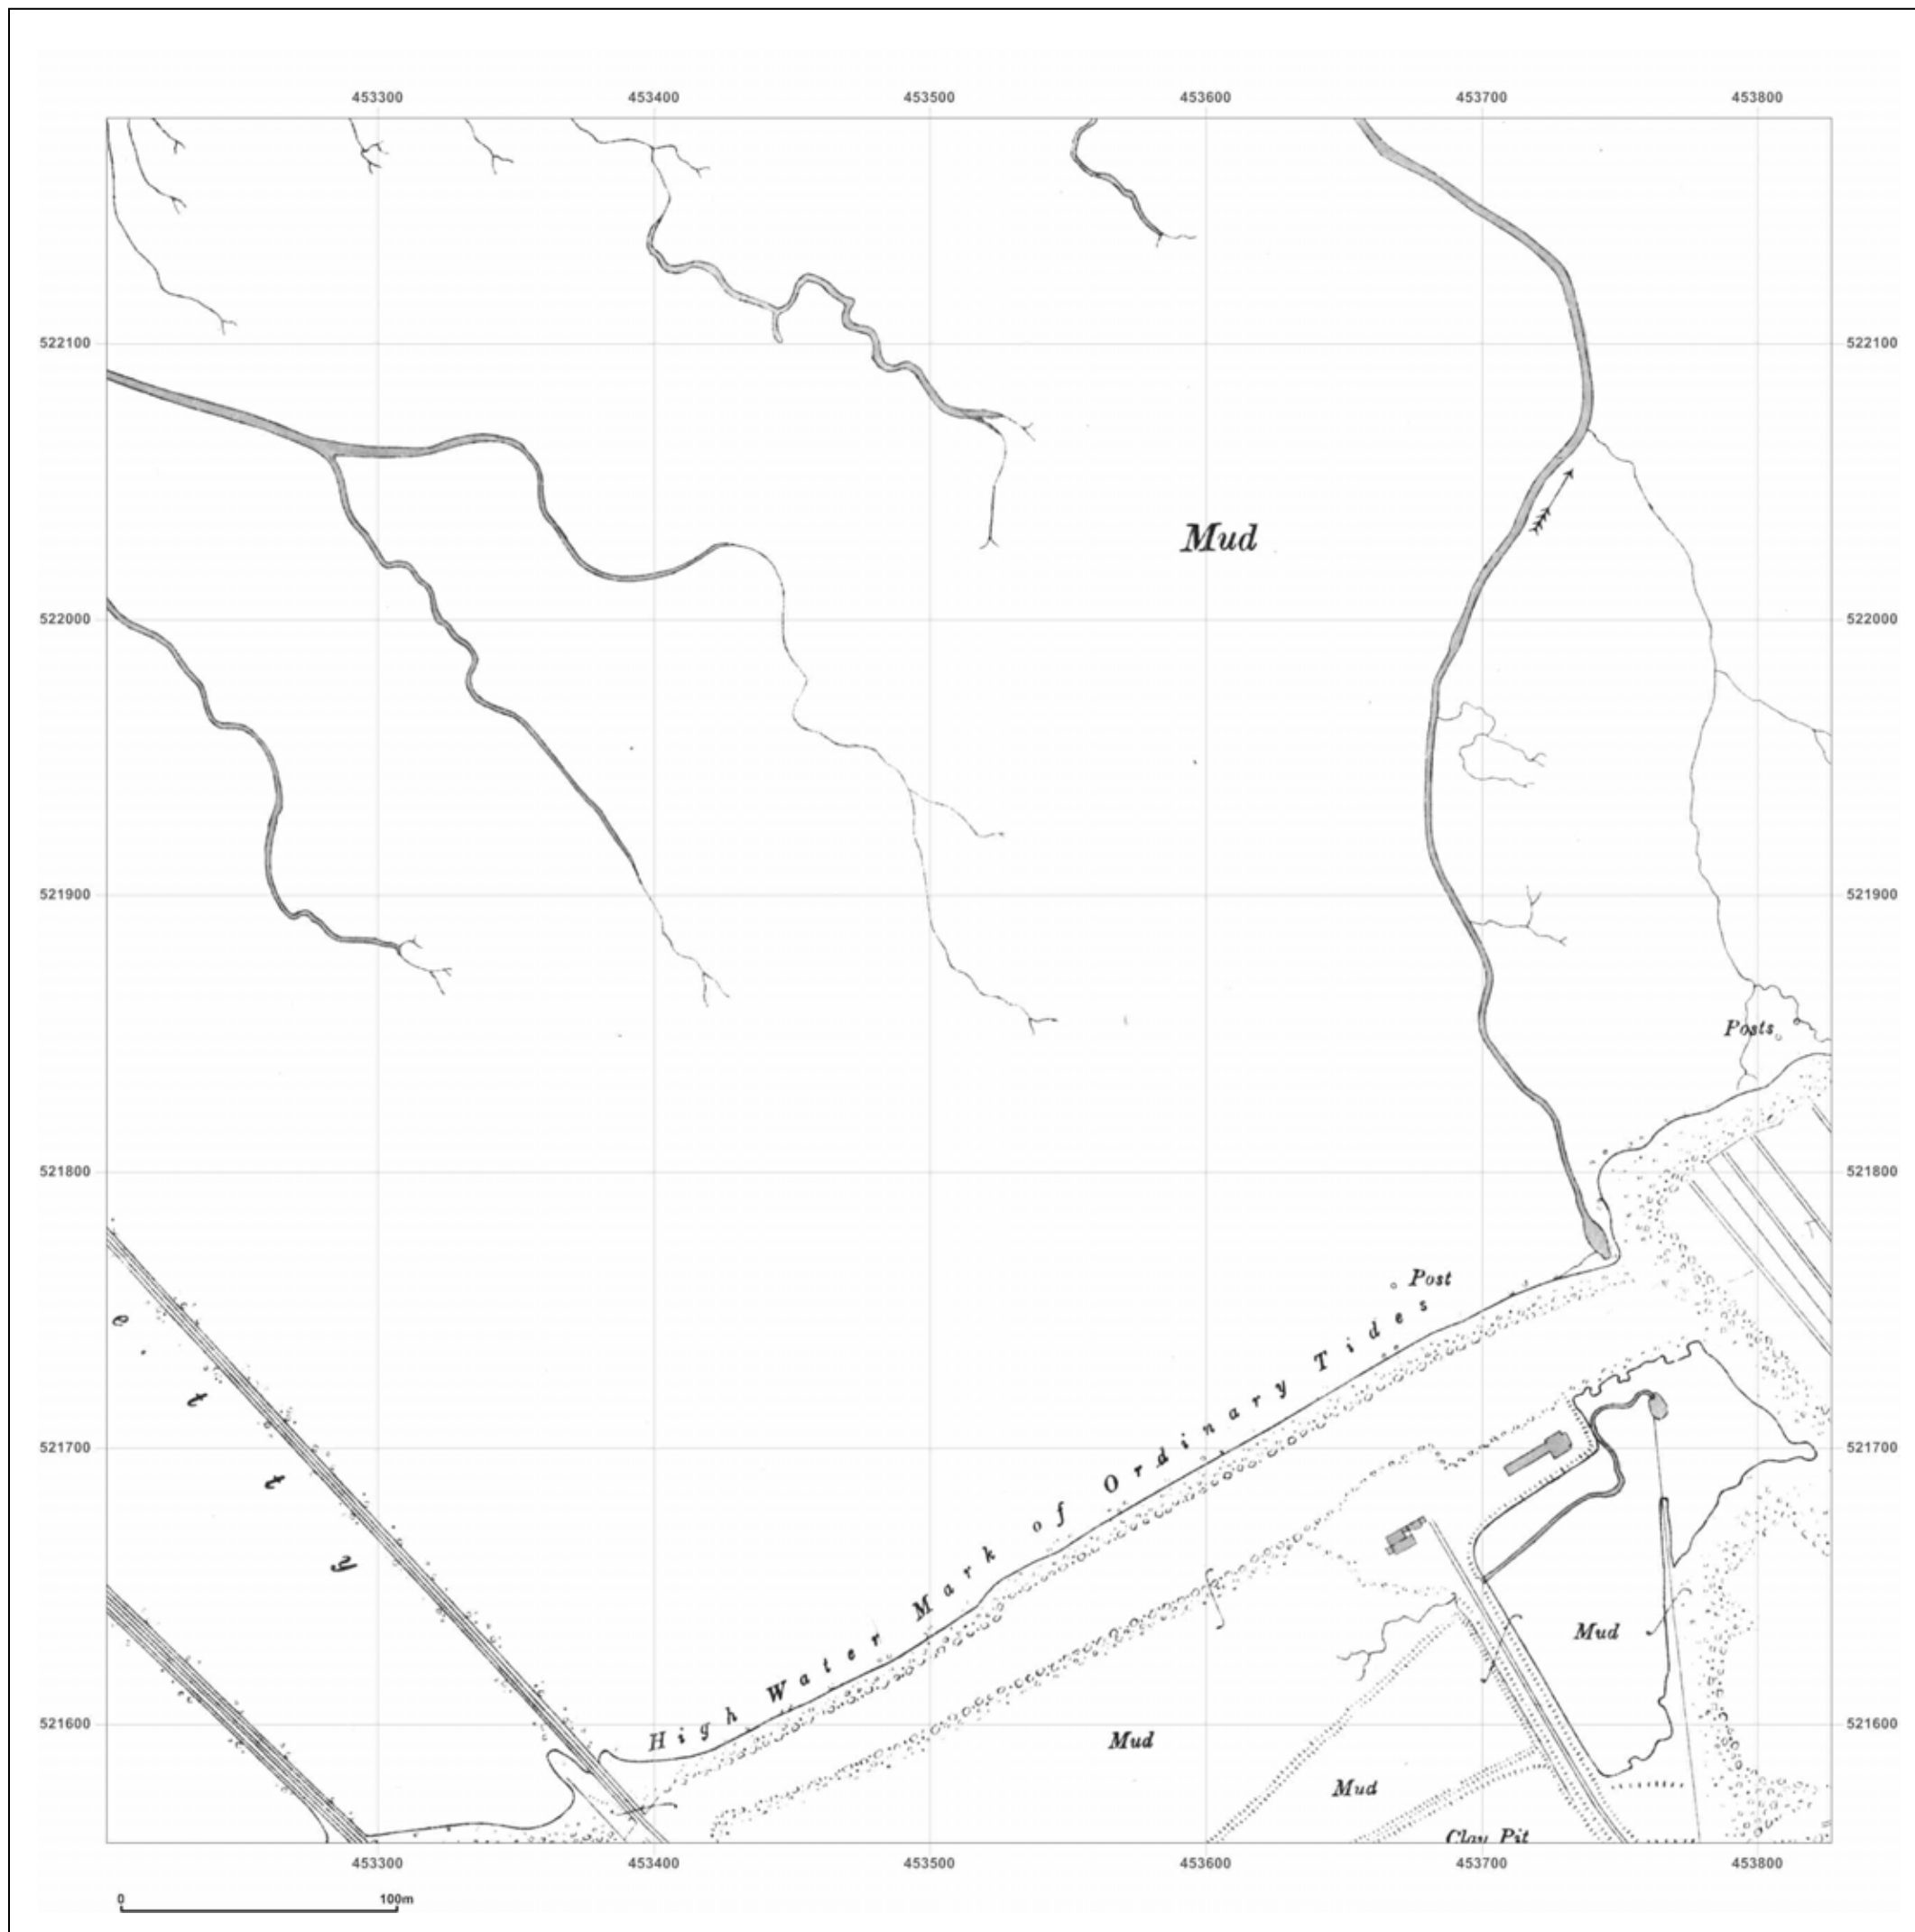 453300 453400 453500 453600 453700 453800
522100 522100
Mud
522000 522000
521900 521900
Posts
521800 521800
Post
e.
t
t
y
High Water Mark of Ordinary Tides
521700 521700
Mud
521600 521600
Mud
Mud
Clay Pit
453300 453400 453500 453600 453700 453800
0 100m